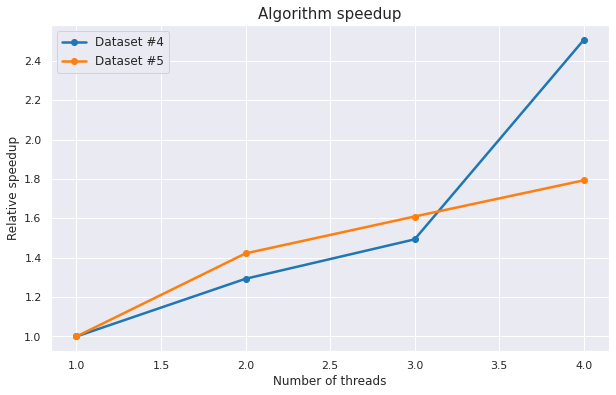 Algorithm speedup
Dataset #4
Dataset #5
Relative speedup
2.4
2.2
2.0
1.8
1.6
1.4
1.2
1.0
1.0 1.5 2.0 2.5 3.0 3.5 4.0
Number of threads